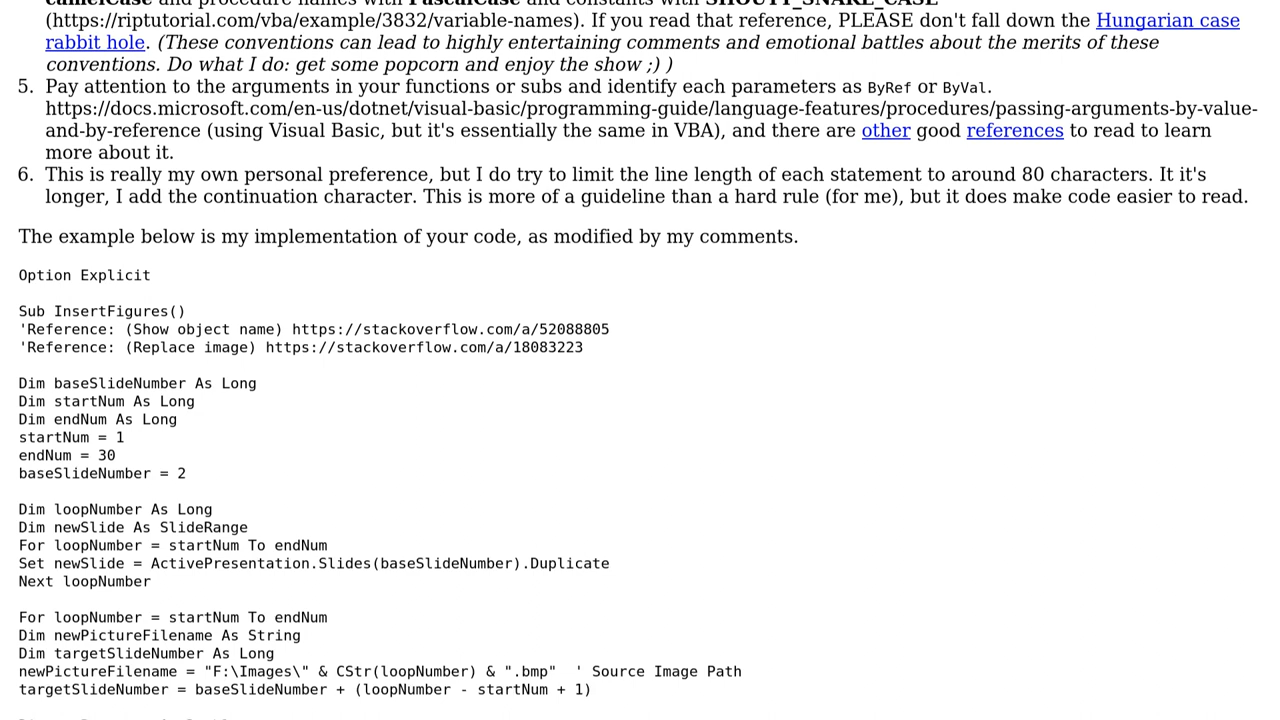 camelCase and procedure names with PascalCase and constants with SHOUTY_SNAKE_CASE
(https://riptutorial.com/vba/example/3832/variable-names). If you read that reference, PLEASE don't fall down the Hungarian case
rabbit hole. (These conventions can lead to highly entertaining comments and emotional battles about the merits of these
conventions. Do what I do: get some popcorn and enjoy the show ;) )
5. Pay attention to the arguments in your functions or subs and identify each parameters as ByRef or ByVal.
https://docs.microsoft.com/en-us/dotnet/visual-basic/programming-guide/language-features/procedures/passing-arguments-by-value-
and-by-reference (using Visual Basic, but it's essentially the same in VBA), and there are other good references to read to learn
more about it.
6. This is really my own personal preference, but I do try to limit the line length of each statement to around 80 characters. It it's
longer, I add the continuation character. This is more of a guideline than a hard rule (for me), but it does make code easier to read.
The example below is my implementation of your code, as modified by my comments.
Option Explicit
Sub InsertFigures()
'Reference: (Show object name) https://stackoverflow.com/a/52088805
'Reference: (Replace image) https://stackoverflow.com/a/18083223
Dim baseSlideNumber As Long
Dim startNum As Long
Dim endNum As Long
startNum = 1
endNum = 30
baseSlideNumber = 2
Dim loopNumber As Long
Dim newSlide As SlideRange
For loopNumber = startNum To endNum
Set newSlide = ActivePresentation.Slides(baseSlideNumber).Duplicate
Next loopNumber
For loopNumber = startNum To endNum
Dim newPictureFilename As String
Dim targetSlideNumber As Long
newPictureFilename = "F:\Images\" & CStr(loopNumber) & ".bmp"  ' Source Image Path
targetSlideNumber = baseSlideNumber + (loopNumber - startNum + 1)